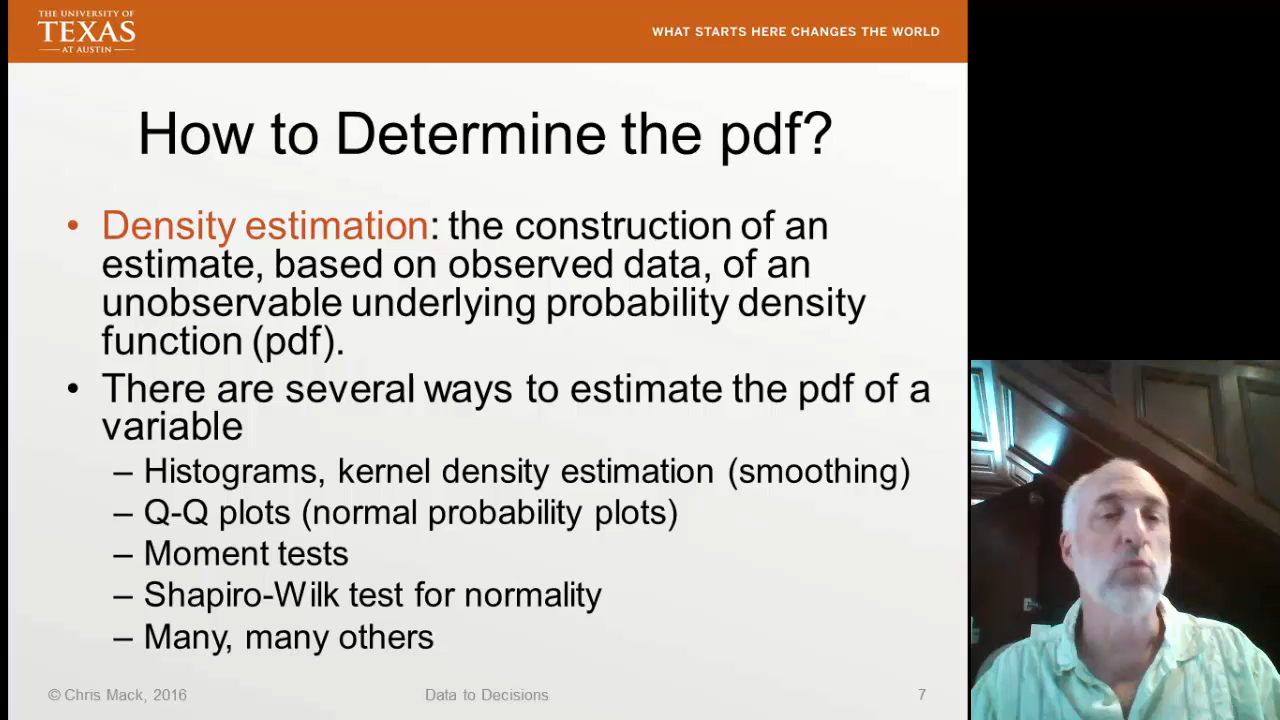 THE UNIVERSITY OF
TEXAS
AT AUSTIN
WHAT STARTS HERE CHANGES THE WORLD
How to Determine the pdf?
• Density estimation: the construction of an
estimate, based on observed data, of an
unobservable underlying probability density
function (pdf).
• There are several ways to estimate the pdf of a
variable
– Histograms, kernel density estimation (smoothing)
– Q-Q plots (normal probability plots)
– Moment tests
– Shapiro-Wilk test for normality
– Many, many others
© Chris Mack, 2016
Data to Decisions
7